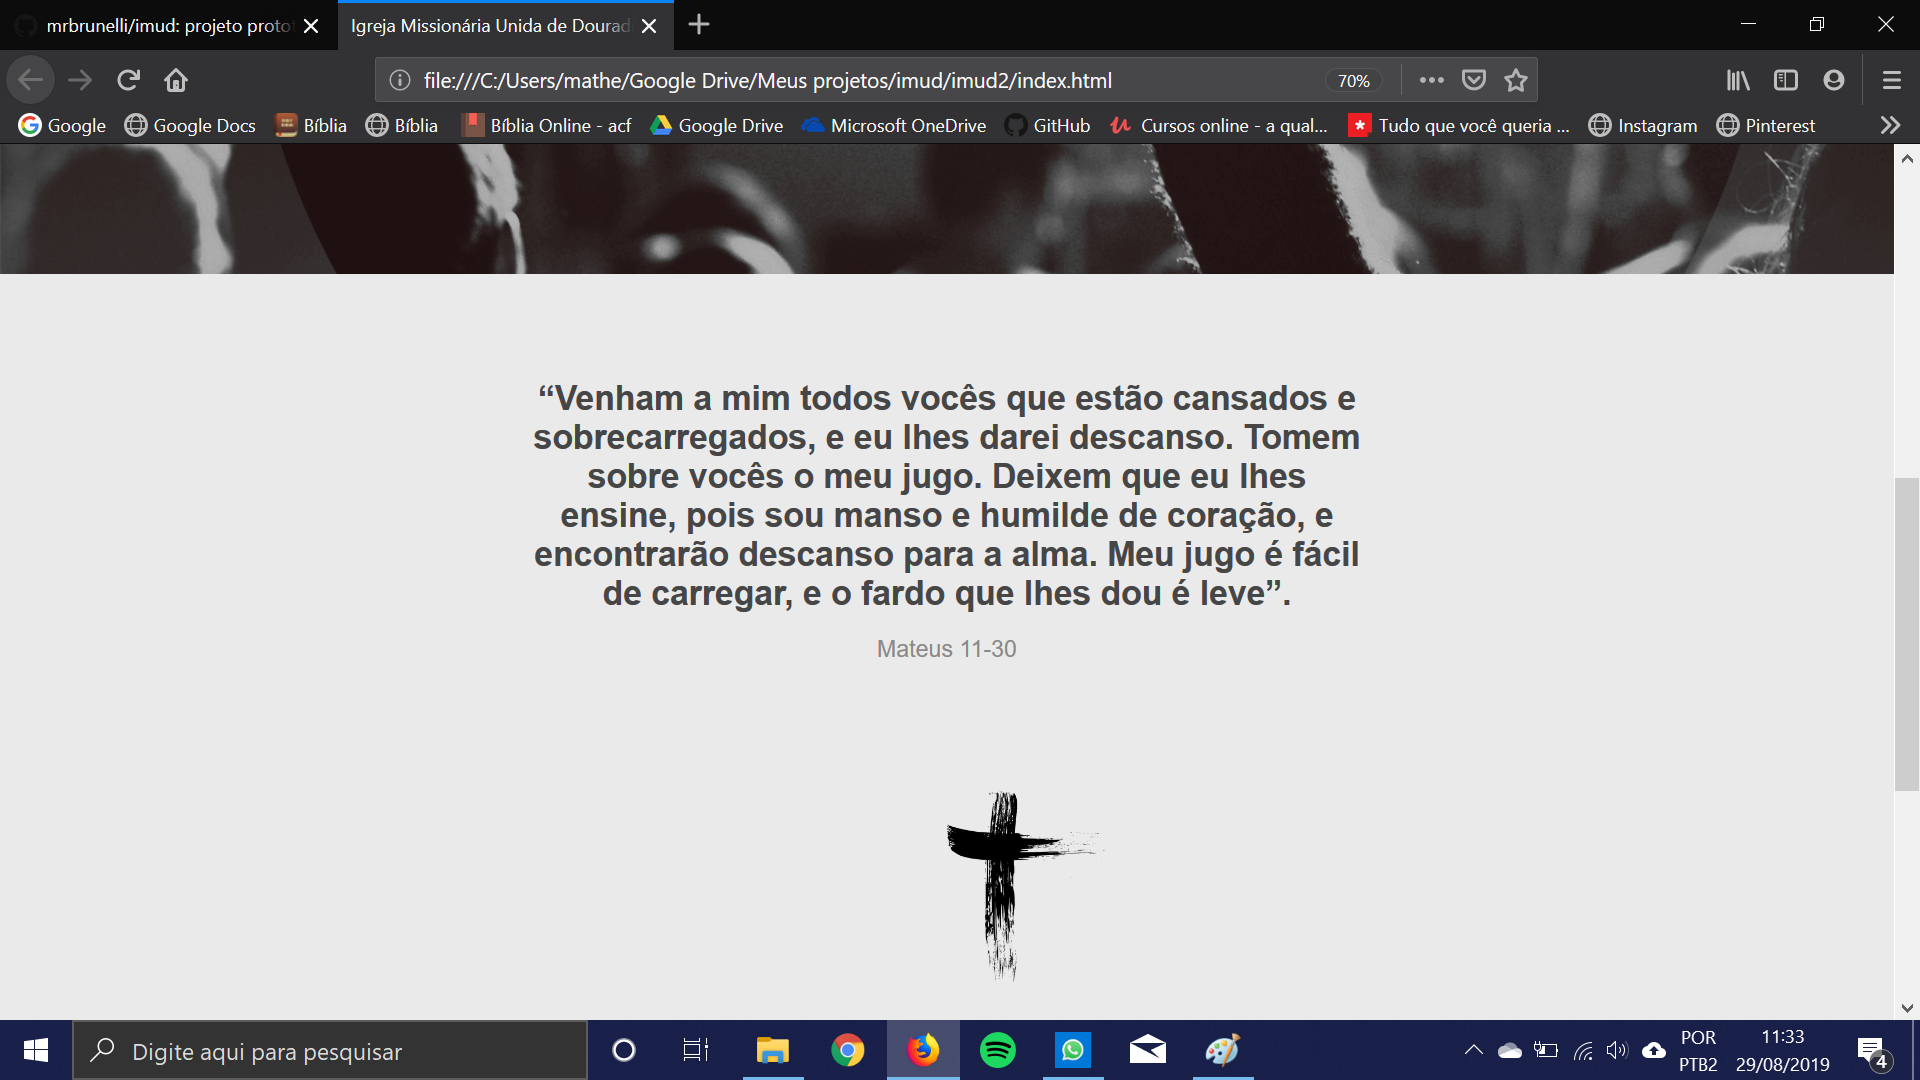 mrbrunelli/imud: projeto proto
Igreja Missionária Unida de Dourad
file:///C:/Users/mathe/Google Drive/Meus projetos/imud/imud2/index.html
70%
Google
Google Docs
Bíblia
Bíblia
Bíblia Online - acf
Google Drive
Microsoft OneDrive
GitHub
Cursos online - a qual...
Tudo que você queria ...
Instagram
Pinterest
“Venham a mim todos vocês que estão cansados e
sobrecarregados, e eu lhes darei descanso. Tomem
sobre vocês o meu jugo. Deixem que eu lhes
ensine, pois sou manso e humilde de coração, e
encontrarão descanso para a alma. Meu jugo é fácil
de carregar, e o fardo que lhes dou é leve”.
Mateus 11-30
Digite aqui para pesquisar
POR
PTB2
11:33
29/08/2019
4